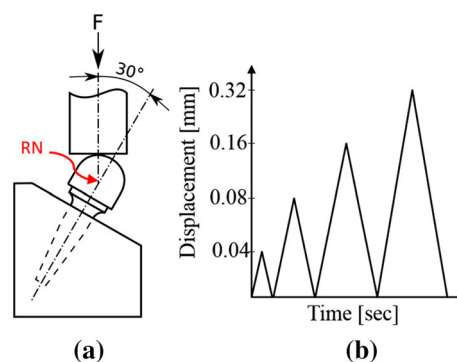 F
30°
RN
(a)
Displacement [mm]
0.32
0.16
0.08
0.04
Time [sec]
(b)